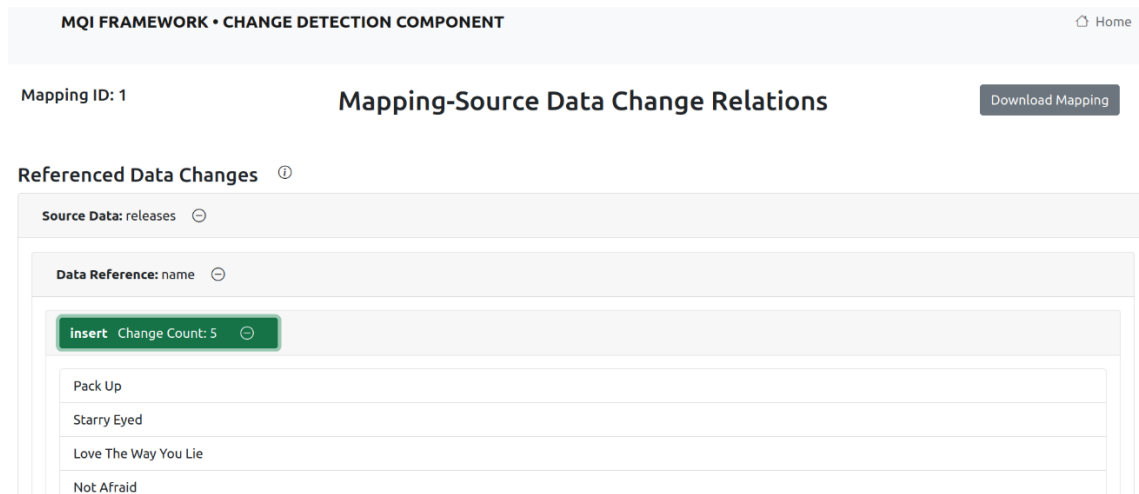 MQI FRAMEWORK • CHANGE DETECTION COMPONENT
Home
Mapping ID: 1
Mapping-Source Data Change Relations
Download Mapping
Referenced Data Changes
Source Data: releases
Data Reference: name
insert Change Count: 5
Pack Up
Starry Eyed
Love The Way You Lie
Not Afraid